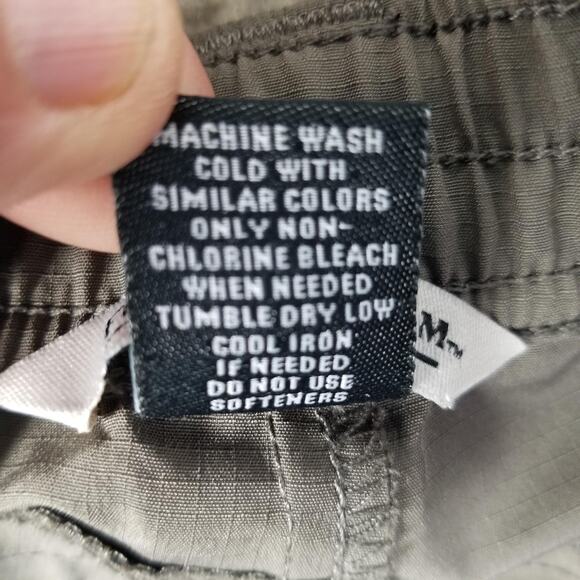 MACHINE WASH
COLD WITH
SIMILAR COLORS
ONLY NON-
CHLORINE BLEACH
WHEN NEEDED
TUMBLE DRY LOW
COOL IRON
IF NEEDED
DO NOT USE
SOFTENERS